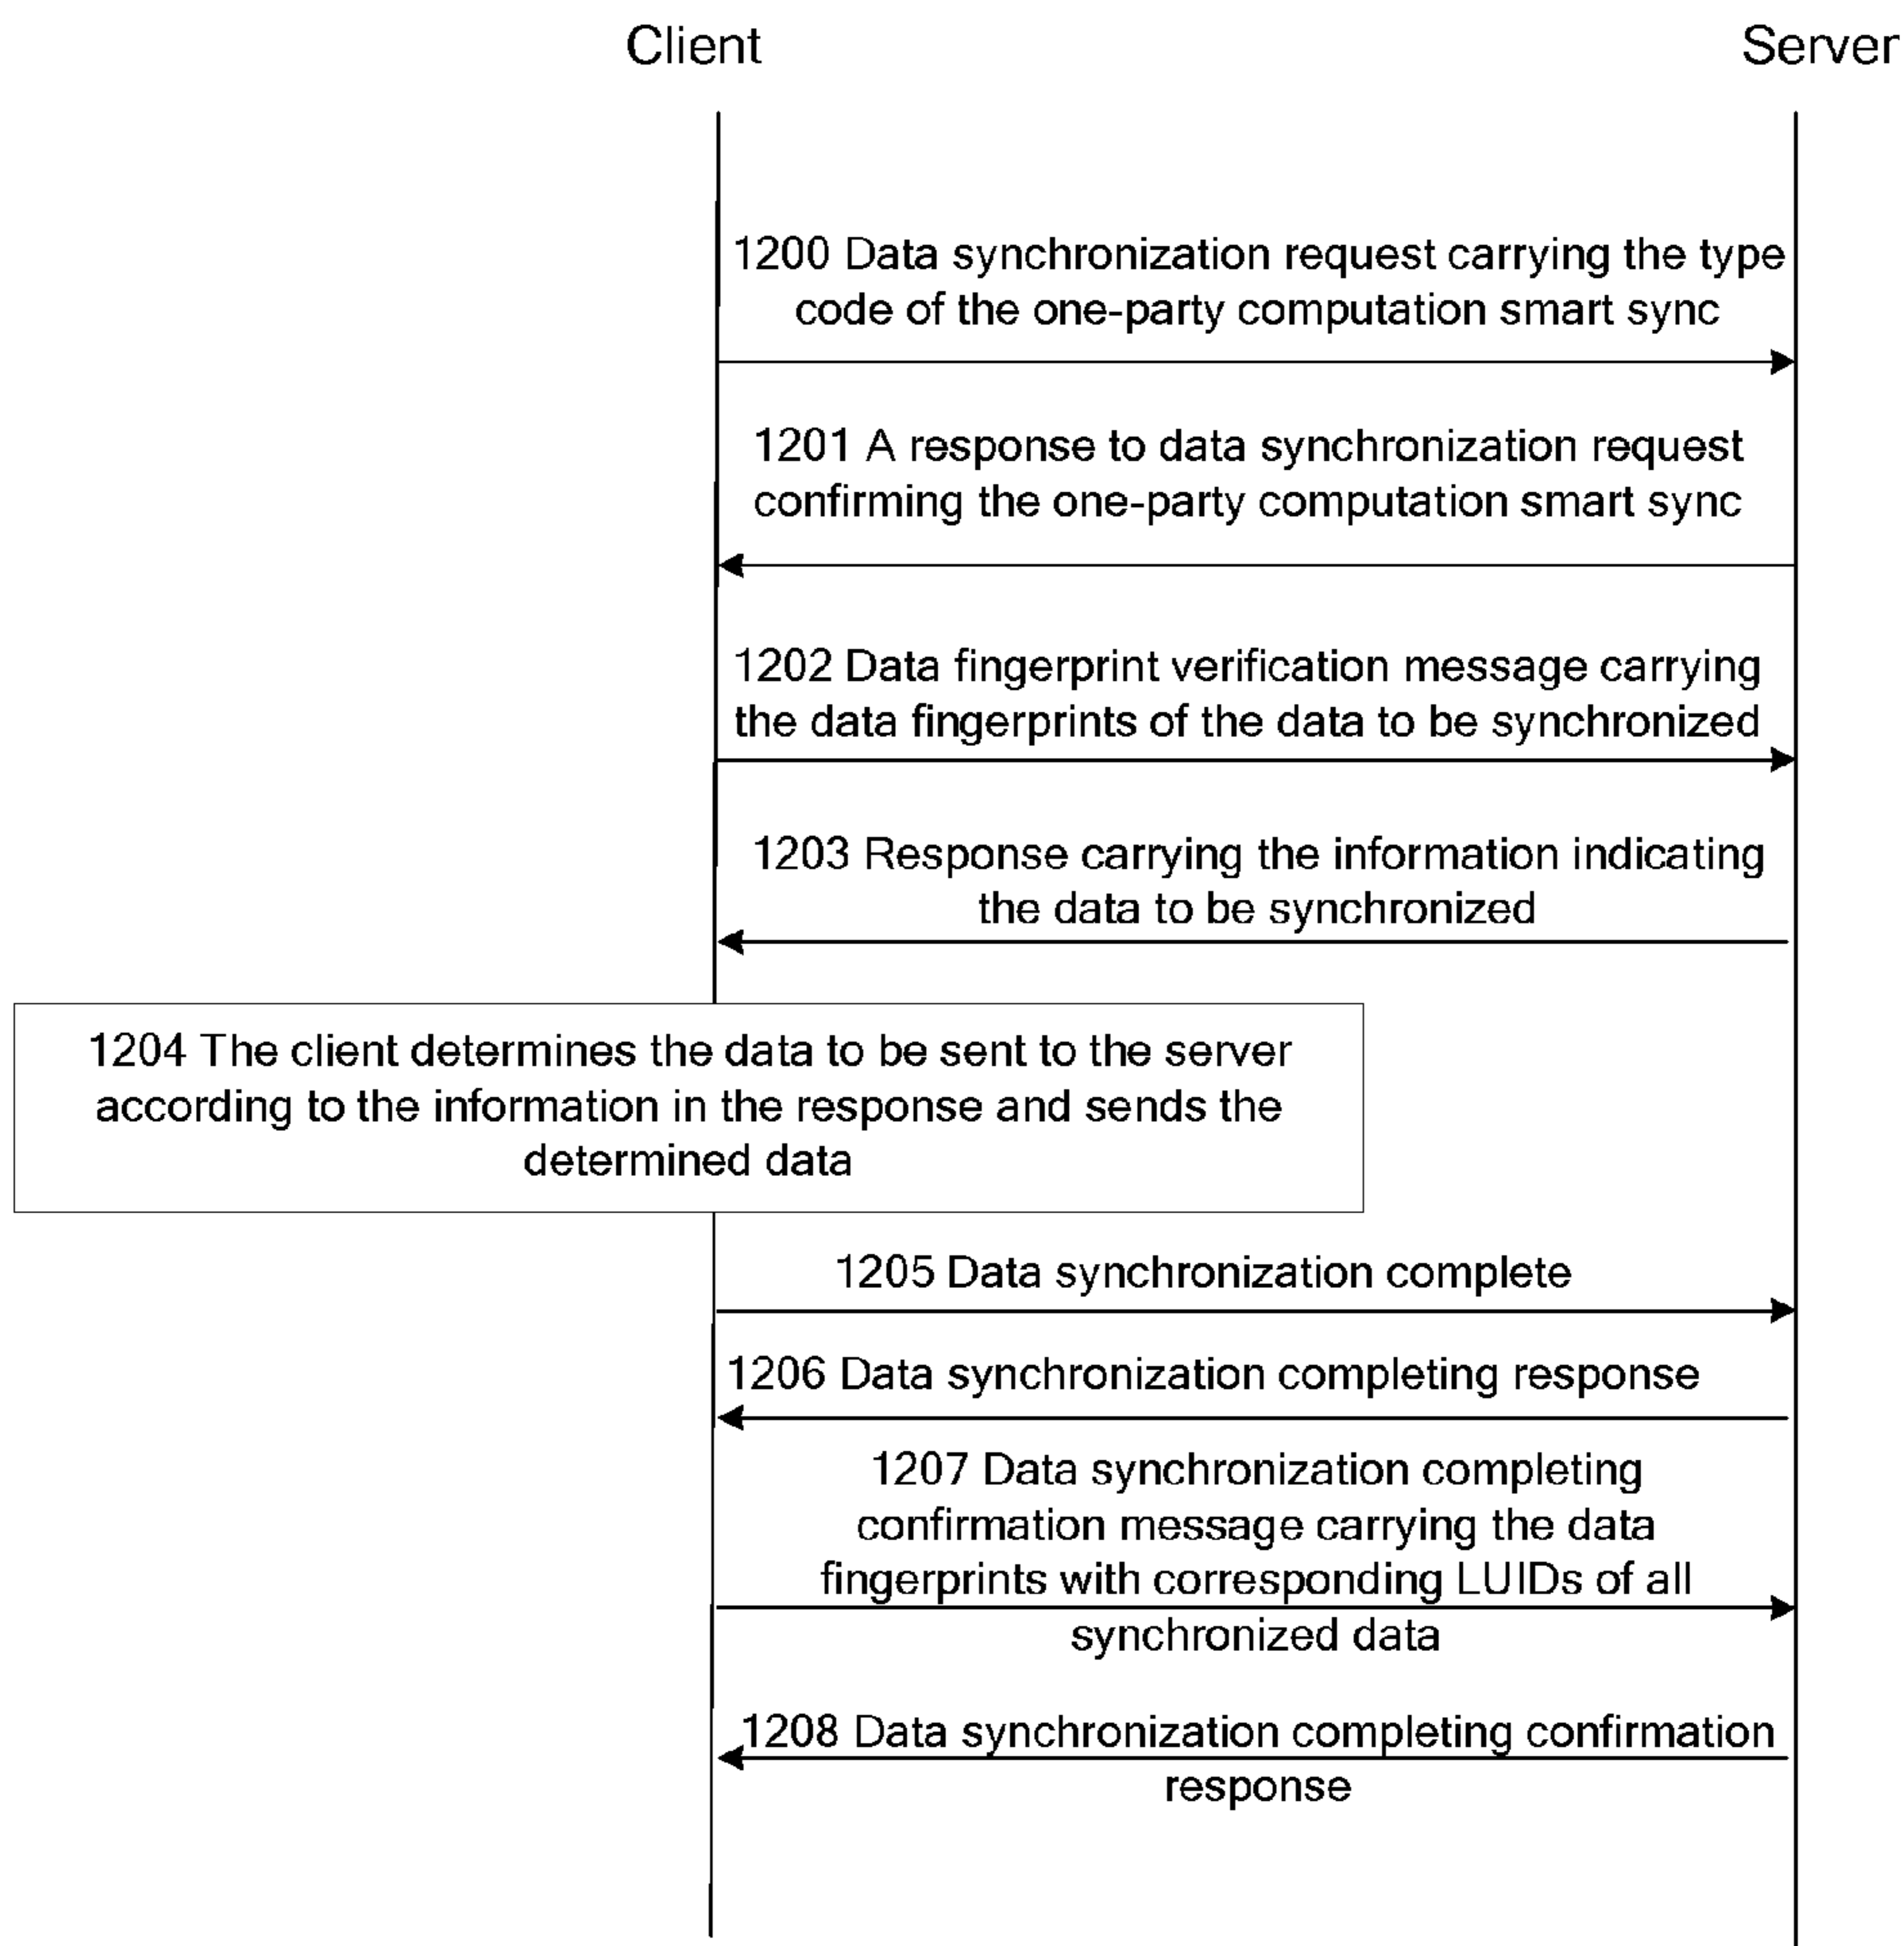 Client
Server
1200 Data synchronization request carrying the type
code of the one-party computation smart sync
1201 A response to data synchronization request
confirming the one-party computation smart sync
1202 Data fingerprint verification message carrying
the data fingerprints of the data to be synchronized
1203 Response carrying the information indicating
the data to be synchronized
1204 The client determines the data to be sent to the server
according to the information in the response and sends the
determined data
1205 Data synchronization complete
1206 Data synchronization completing response
1207 Data synchronization completing
confirmation message carrying the data
fingerprints with corresponding LUIDs of all
synchronized data
1208 Data synchronization completing confirmation
response